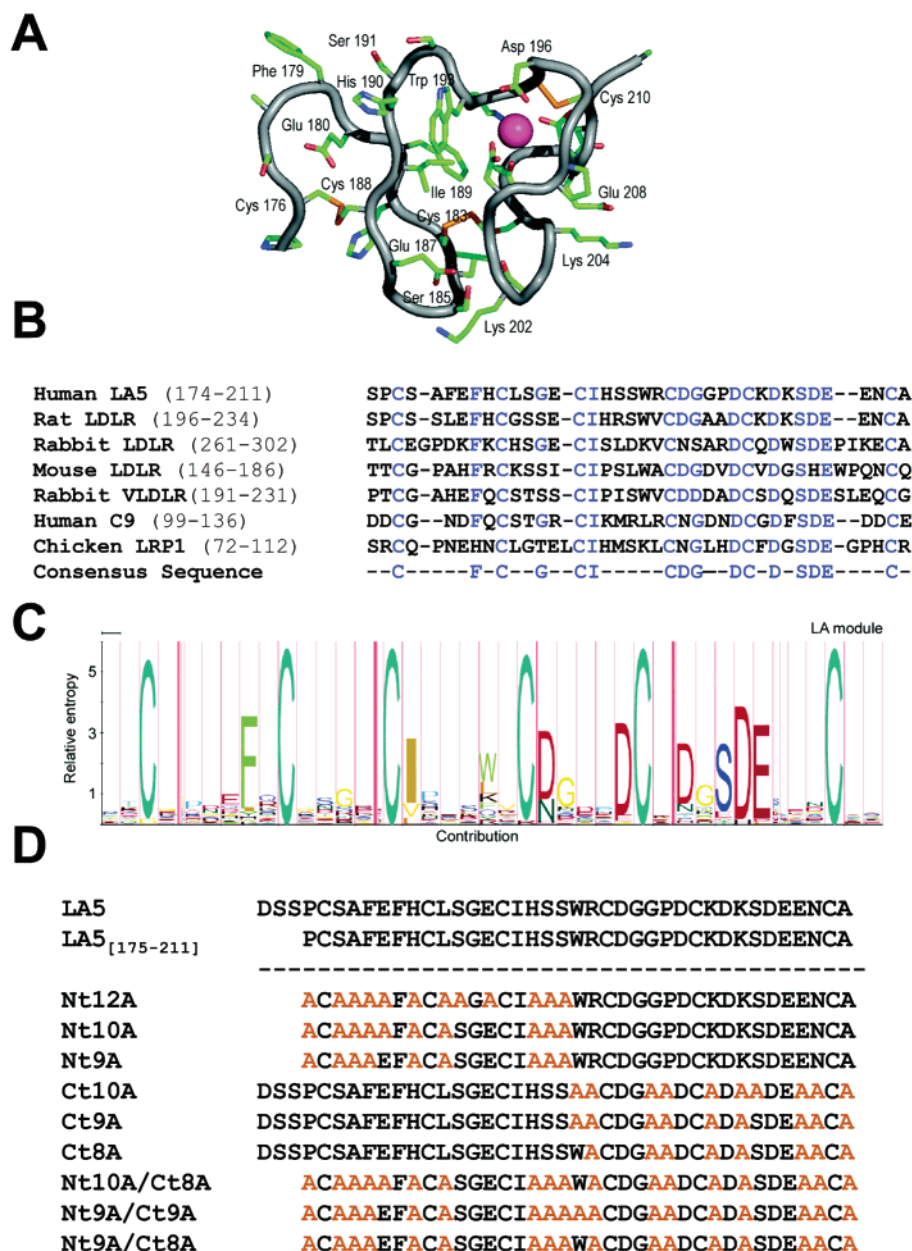 A
Ser 191
Asp 196
Phe 179
His 190
Trp 193
Cys 210
Glu 180
Cys 188
Ile 189
Glu 208
Cys 176
Cys 183
Glu 187
Lys 204
Ser 185
Lys 202
B
Human LA5 (174-211) SPCS-AFEFHCLSGE-CIHSSWRCDGGPDCKDKSDE--ENCA
Rat LDLR (196-234) SPCS-SLEFHCGSSE-CIHRSWVCDGAADCKDKSDE--ENCA
Rabbit LDLR (261-302) TLCEGPDKFKCHSGE-CISLDKVCNSARDCQDWSDEPIKECA
Mouse LDLR (146-186) TTCG-PAHFRCKSSI-CIPSLWACDGDVDCVDGSHEWPQNCQ
Rabbit VLDLR(191-231) PTCG-AHEFQCSTSS-CIPISWVCDDDADCSDQSDESLEQCG
Human C9 (99-136) DDCG--NDFQCSTGR-CIKMRLRCNGDNDCGDFSDE--DDCE
Chicken LRP1 (72-112) SRCQ-PNEHNCLGTELCIHMSKLCNGLHDCFDGSDE-GPHCR
Consensus Sequence --C----F-C--G--CI-----CDG--DC-D-SDE----C-
C
LA module
Relative entropy
5
3
1
Contribution
D
LA5 DSSPCSAFEFHCLSGECIHSSWRCDGGPDCKDKSDEENCA
LA5[175-211] PCSAFEFHCLSGECIHSSWRCDGGPDCKDKSDEENCA
----------------------------------------
Nt12A ACAAAAFACAAGACIAAAWRCDGGPDCKDKSDEENCA
Nt10A ACAAAAFACASGECIAAAWRCDGGPDCKDKSDEENCA
Nt9A ACAAAEFACASGECIAAAWRCDGGPDCKDKSDEENCA
Ct10A DSSPCSAFEFHCLSGECIHSSAACDGAADCADAADEAACA
Ct9A DSSPCSAFEFHCLSGECIHSSAACDGAADCADASDEAACA
Ct8A DSSPCSAFEFHCLSGECIHSSWACDGAADCADASDEAACA
Nt10A/Ct8A ACAAAAFACASGECIAAAWACDGAADCADASDEAACA
Nt9A/Ct9A ACAAAEFACASGECIAAAAACDGAADCADASDEAACA
Nt9A/Ct8A ACAAAEFACASGECIAAAWACDGAADCADASDEAACA